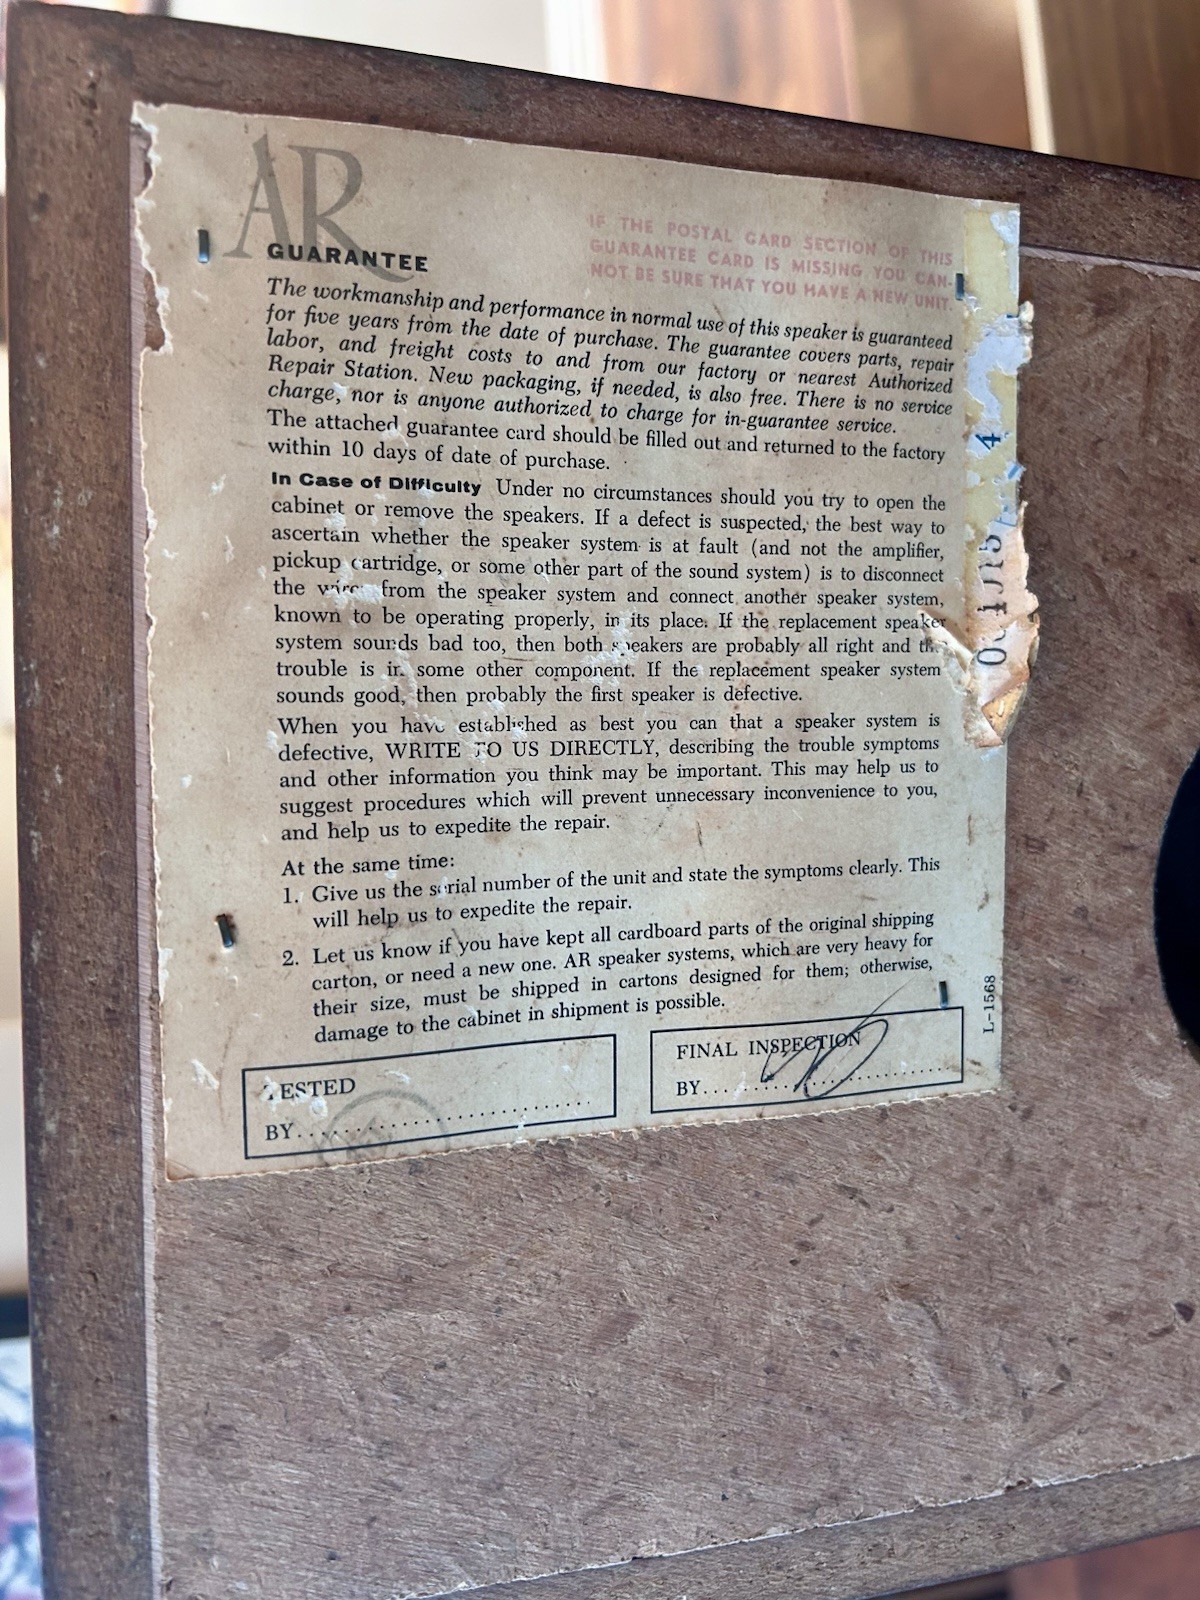 AR
GUARANTEE
IF THE POSTAL CARD SECTION OF THIS
GUARANTEE CARD IS MISSING YOU CAN-
NOT BE SURE THAT YOU HAVE A NEW UNIT.
The workmanship and performance in normal use of this speaker is guaranteed
for five years from the date of purchase. The guarantee covers parts, repair
labor, and freight costs to and from our factory or nearest Authorized
Repair Station. New packaging, if needed, is also free. There is no service
charge, nor is anyone authorized to charge for in-guarantee service.
The attached guarantee card should be filled out and returned to the factory
within 10 days of date of purchase.
In Case of Difficulty Under no circumstances should you try to open the
cabinet or remove the speakers. If a defect is suspected, the best way to
ascertain whether the speaker system is at fault (and not the amplifier,
pickup cartridge, or some other part of the sound system) is to disconnect
the wires from the speaker system and connect another speaker system,
known to be operating properly, in its place. If the replacement speaker
system sounds bad too, then both speakers are probably all right and the
trouble is in some other component. If the replacement speaker system
sounds good, then probably the first speaker is defective.
When you have established as best you can that a speaker system is
defective, WRITE TO US DIRECTLY, describing the trouble symptoms
and other information you think may be important. This may help us to
suggest procedures which will prevent unnecessary inconvenience to you,
and help us to expedite the repair.
At the same time:
1. Give us the serial number of the unit and state the symptoms clearly. This
will help us to expedite the repair.
2. Let us know if you have kept all cardboard parts of the original shipping
carton, or need a new one. AR speaker systems, which are very heavy for
their size, must be shipped in cartons designed for them; otherwise,
damage to the cabinet in shipment is possible.
TESTED
BY
FINAL INSPECTION
BY
L-1568